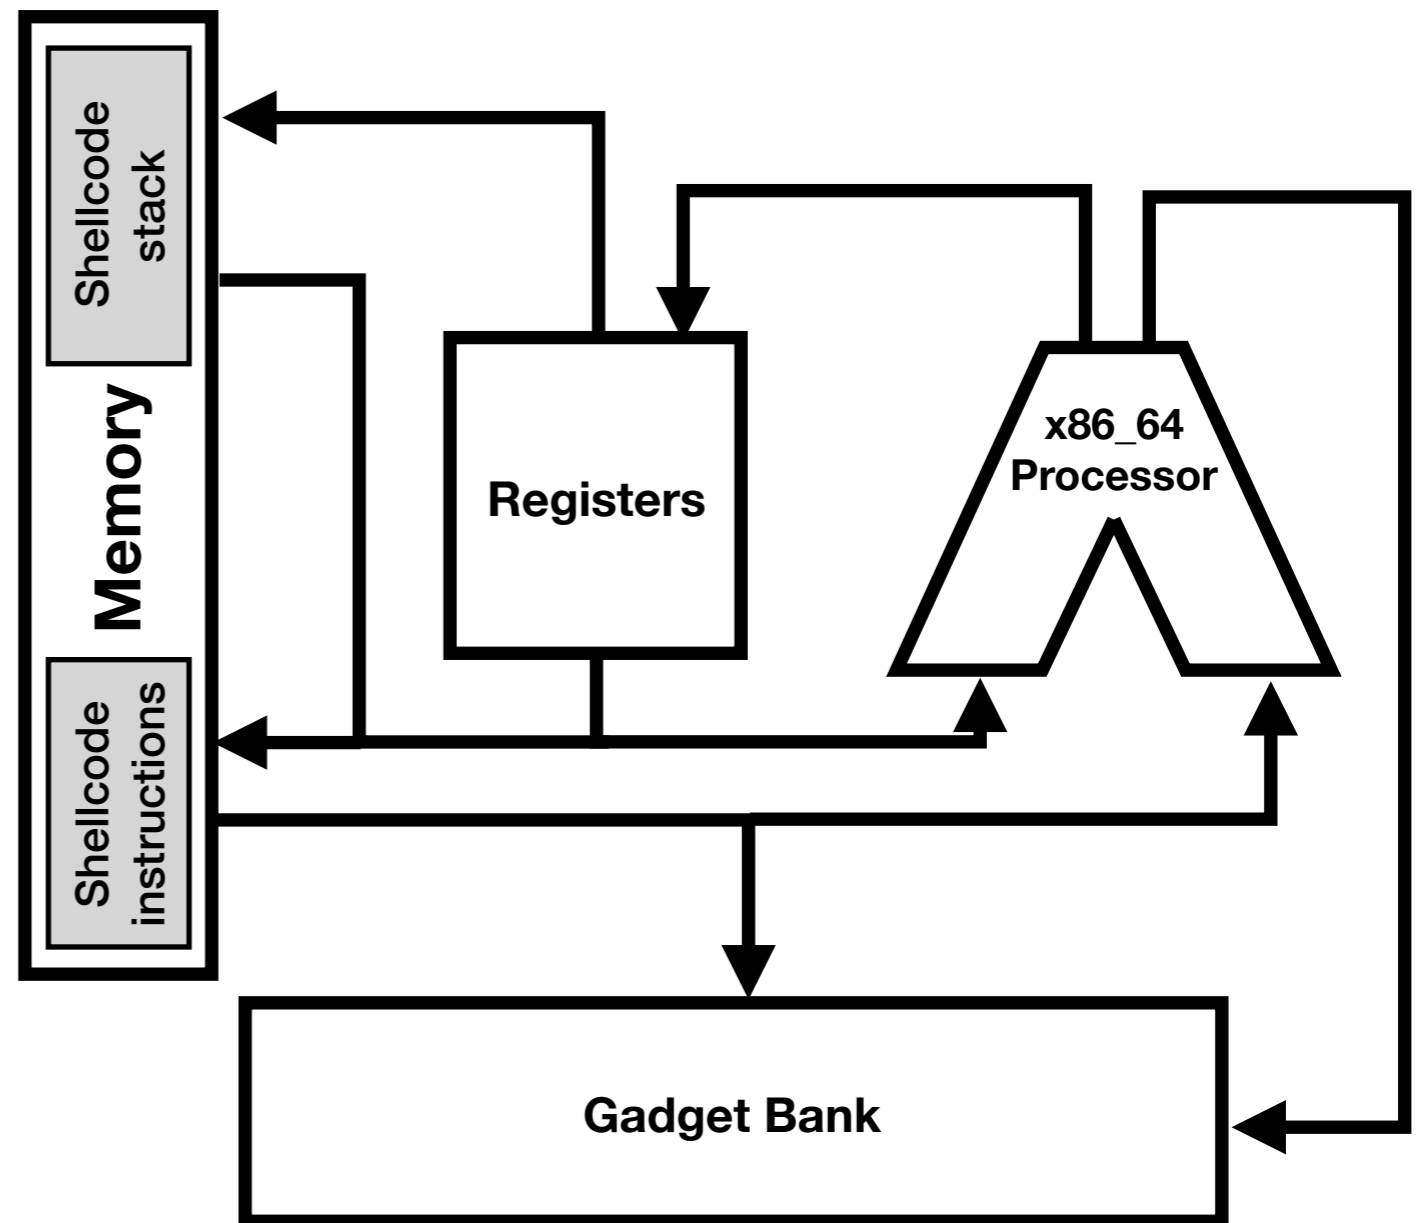 Shellcode
stack
Memory
Shellcode
instructions
Registers
x86_64
Processor
Gadget Bank